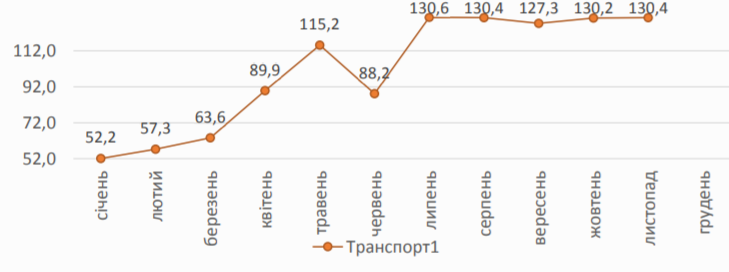 130,6 130,4 127,3 130,2 130,4
115,2
112,0
89,9 88,2
92,0
63,6
72,0
52,2 57,3
52,0
січень
лютий
березень
квітень
травень
червень
липень
серпень
вересень
жовтень
листопад
грудень
Транспорт1